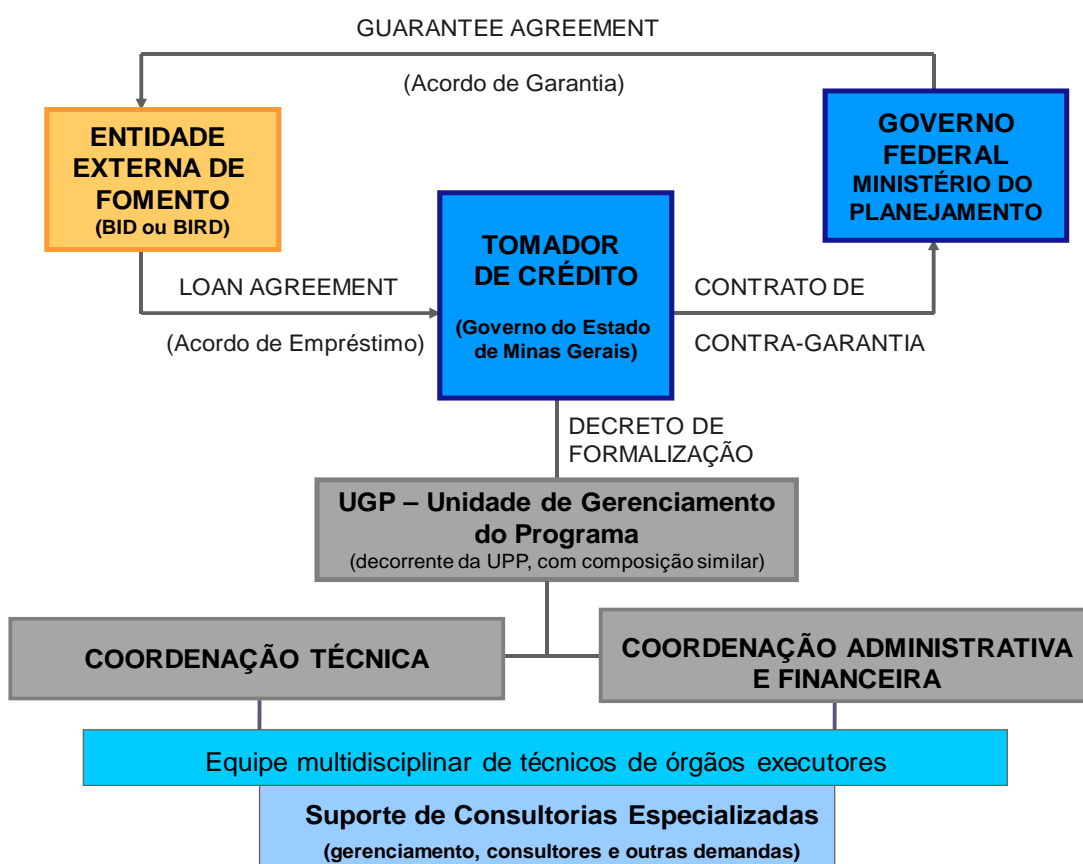 GUARANTEE AGREEMENT
(Acordo de Garantia)
ENTIDADE
EXTERNA DE
FOMENTO
(BID ou BIRD)
GOVERNO
FEDERAL
MINISTÉRIO DO
PLANEJAMENTO
TOMADOR
DE CRÉDITO
(Governo do Estado
de Minas Gerais)
LOAN AGREEMENT
(Acordo de Empréstimo)
CONTRATO DE
CONTRA-GARANTIA
DECRETO DE
FORMALIZAÇÃO
UGP – Unidade de Gerenciamento
do Programa
(decorrente da UPP, com composição similar)
COORDENAÇÃO TÉCNICA
COORDENAÇÃO ADMINISTRATIVA
E FINANCEIRA
Equipe multidisciplinar de técnicos de órgãos executores
Suporte de Consultorias Especializadas
(gerenciamento, consultores e outras demandas)